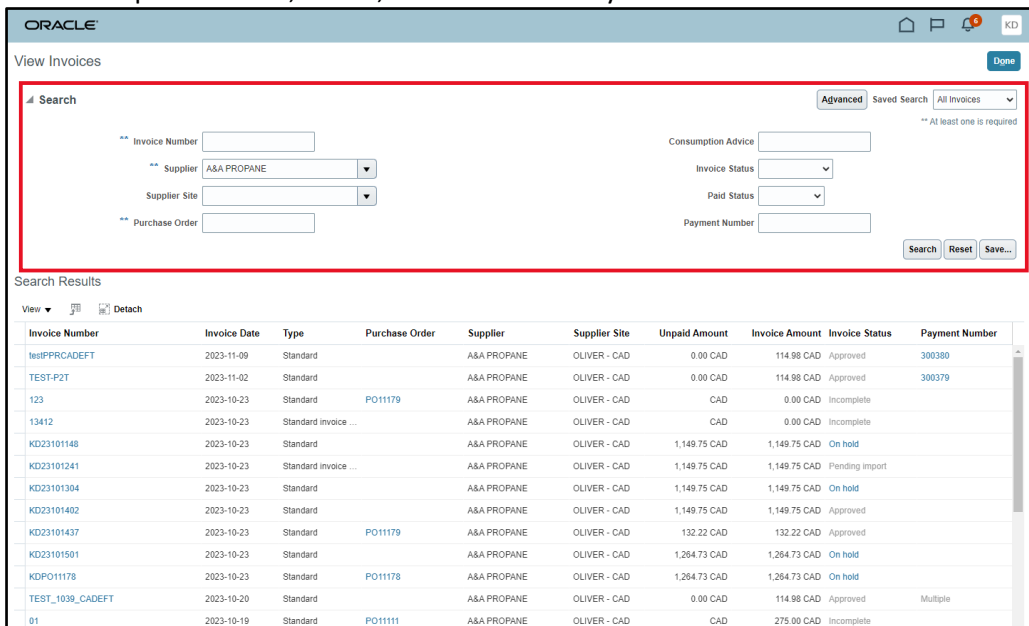 ORACLE
6
KD
View Invoices
Done
Search
Advanced Saved Search All Invoices
** At least one is required
** Invoice Number
Consumption Advice
** Supplier A&A PROPANE
Invoice Status
Supplier Site
Paid Status
** Purchase Order
Payment Number
Search Reset Save...
Search Results
View Detach
Invoice Number Invoice Date Type Purchase Order Supplier Supplier Site Unpaid Amount Invoice Amount Invoice Status Payment Number
testPPRCADEFT 2023-11-09 Standard A&A PROPANE OLIVER - CAD 0.00 CAD 114.98 CAD Approved 300380
TEST-P2T 2023-11-02 Standard A&A PROPANE OLIVER - CAD 0.00 CAD 114.98 CAD Approved 300379
123 2023-10-23 Standard PO11179 A&A PROPANE OLIVER - CAD CAD 0.00 CAD Incomplete
13412 2023-10-23 Standard invoice ... A&A PROPANE OLIVER - CAD CAD 0.00 CAD Incomplete
KD23101148 2023-10-23 Standard A&A PROPANE OLIVER - CAD 1,149.75 CAD 1,149.75 CAD On hold
KD23101241 2023-10-23 Standard invoice ... A&A PROPANE OLIVER - CAD 1,149.75 CAD 1,149.75 CAD Pending import
KD23101304 2023-10-23 Standard A&A PROPANE OLIVER - CAD 1,149.75 CAD 1,149.75 CAD On hold
KD23101402 2023-10-23 Standard A&A PROPANE OLIVER - CAD 1,149.75 CAD 1,149.75 CAD Approved
KD23101437 2023-10-23 Standard PO11179 A&A PROPANE OLIVER - CAD 132.22 CAD 132.22 CAD Approved
KD23101501 2023-10-23 Standard A&A PROPANE OLIVER - CAD 1,264.73 CAD 1,264.73 CAD On hold
KDPO11178 2023-10-23 Standard PO11178 A&A PROPANE OLIVER - CAD 1,264.73 CAD 1,264.73 CAD On hold
TEST_1039_CADEFT 2023-10-20 Standard A&A PROPANE OLIVER - CAD 0.00 CAD 114.98 CAD Approved Multiple
01 2023-10-19 Standard PO11111 A&A PROPANE OLIVER - CAD CAD 275.00 CAD Incomplete